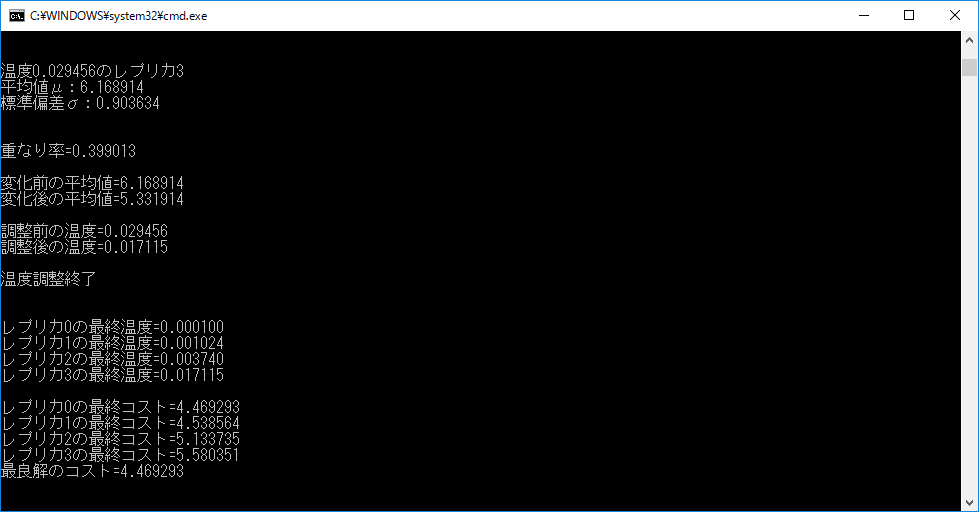 C:¥WINDOWS¥system32¥cmd.exe
温度0.029456のレプリカ3
平均値μ:6.168914
標準偏差σ:0.903634
重なり率=0.399013
変化前の平均値=6.168914
変化後の平均値=5.331914
調整前の温度=0.029456
調整後の温度=0.017115
温度調整終了
レプリカ0の最終温度=0.000100
レプリカ1の最終温度=0.001024
レプリカ2の最終温度=0.003740
レプリカ3の最終温度=0.017115
レプリカ0の最終コスト=4.469293
レプリカ1の最終コスト=4.538564
レプリカ2の最終コスト=5.133735
レプリカ3の最終コスト=5.580351
最良解のコスト=4.469293